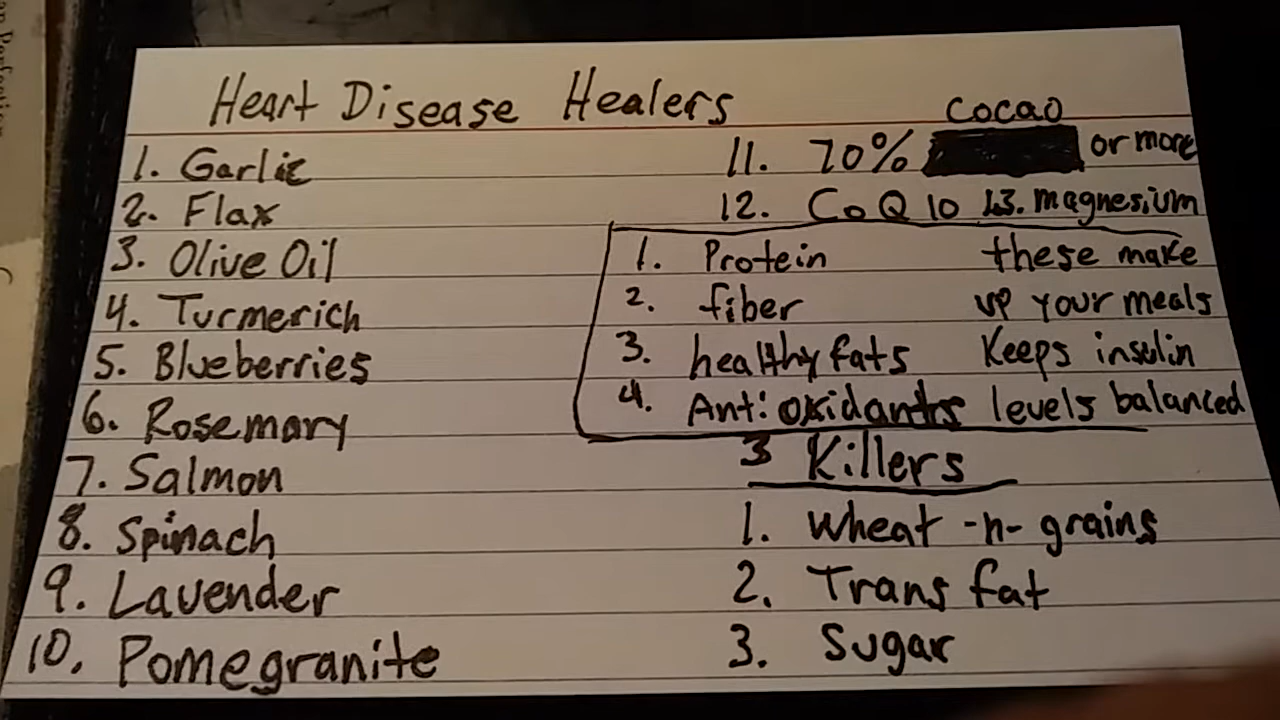 Heart Disease Healers
1. Garlic
2. Flax
3. Olive Oil
4. Turmerich
5. Blueberries
6. Rosemary
7. Salmon
8. Spinach
9. Lavender
10. Pomegranite
cocao
11. 70% or more
12. CoQ10 13. magnesium
1. Protein these make
2. fiber up your meals
3. healthy fats Keeps insulin
4. Antioxidants levels balanced
3 Killers
1. wheat -n- grains
2. Trans fat
3. Sugar